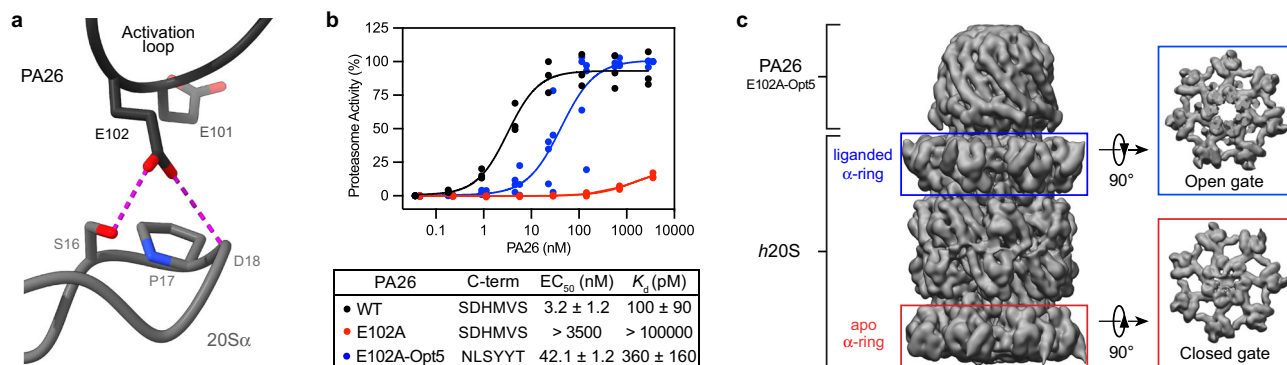 a
Activation
loop
PA26
E102
E101
S16
P17
D18
20Sα
b
Proteasome Activity (%)
125
100
75
50
25
0
0.1 1 10 100 1000 10000
PA26 (nM)
PA26 C-term EC50 (nM) Kd (pM)
WT SDHMVS 3.2 ± 1.2 100 ± 90
E102A SDHMVS > 3500 > 100000
E102A-Opt5 NLSYYT 42.1 ± 1.2 360 ± 160
c
PA26
E102A-Opt5
liganded
α-ring
h20S
apo
α-ring
90°
Open gate
90°
Closed gate